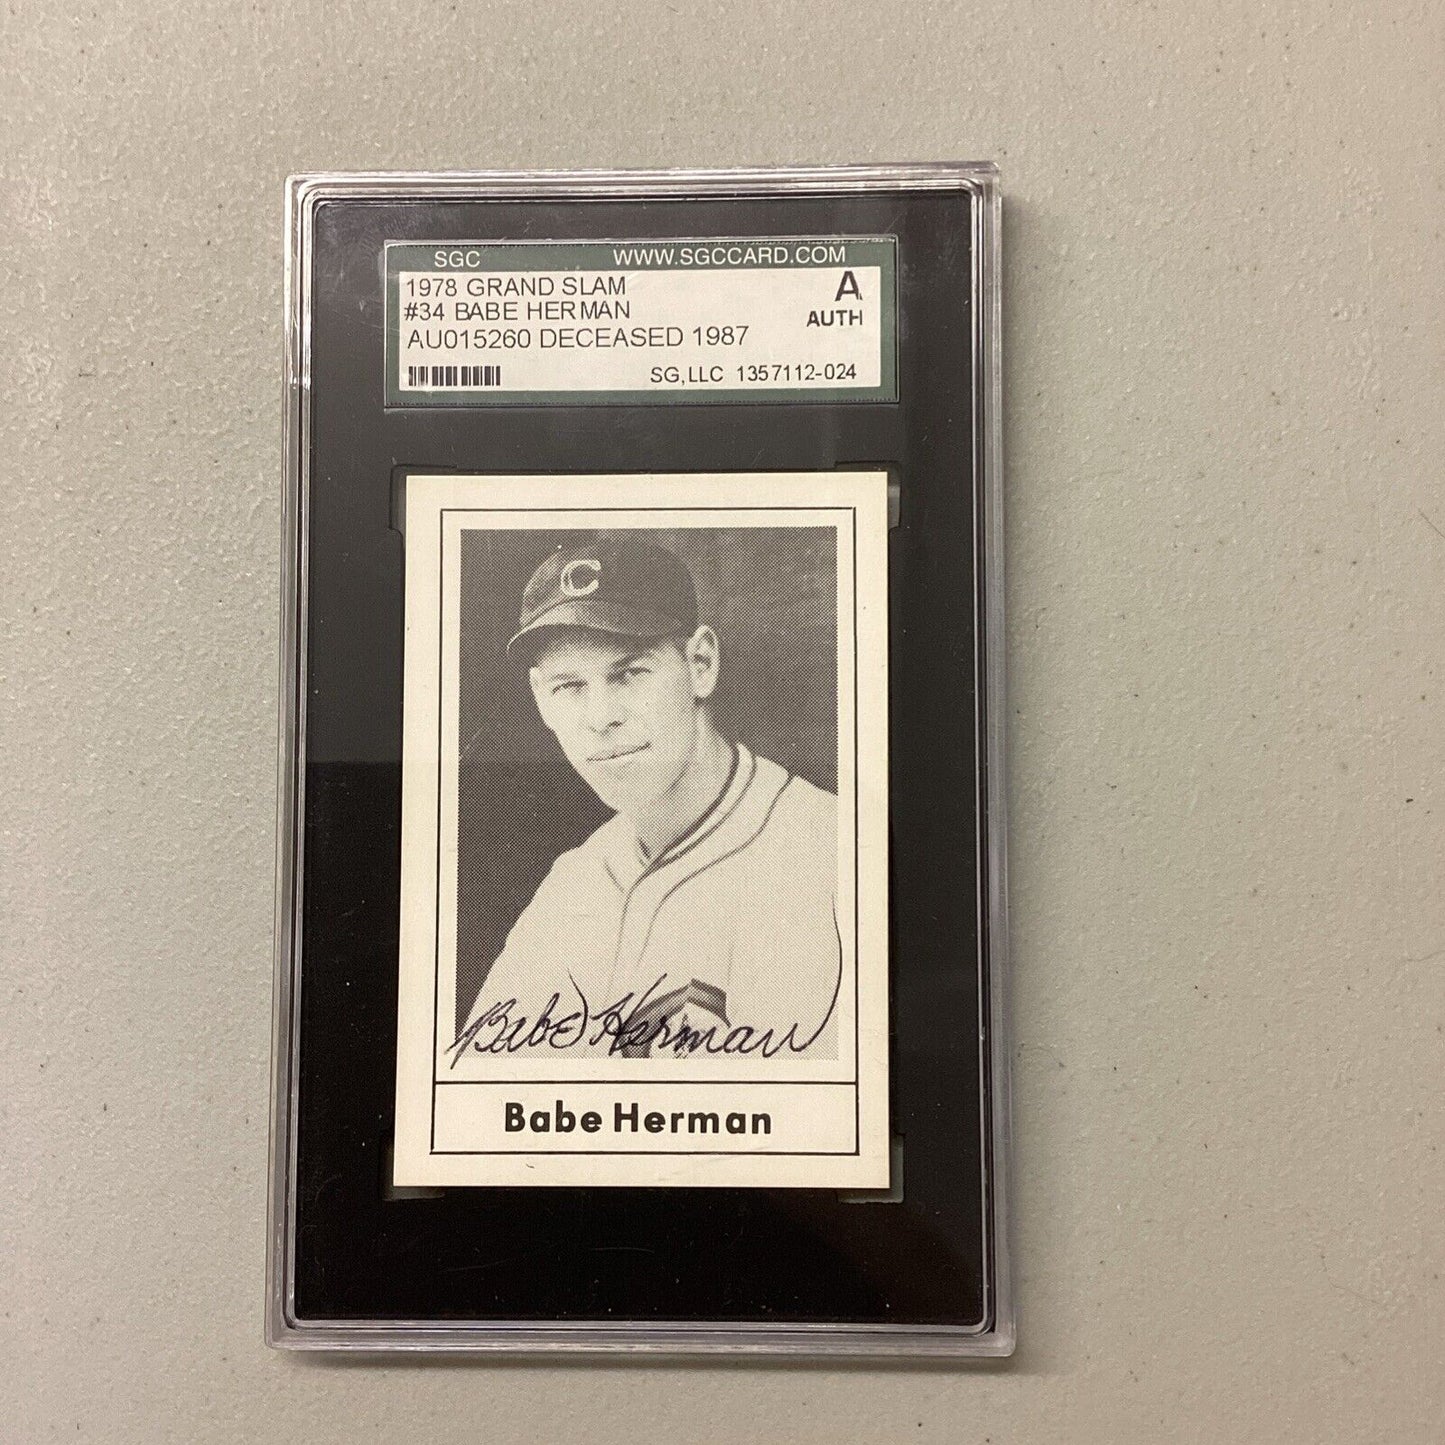 SGC WWW.SGCCARD.COM
1978 GRAND SLAM A
#34 BABE HERMAN AUTH
AU015260 DECEASED 1987
SG,LLC 1357112-024
C
Babe Herman
Babe Herman